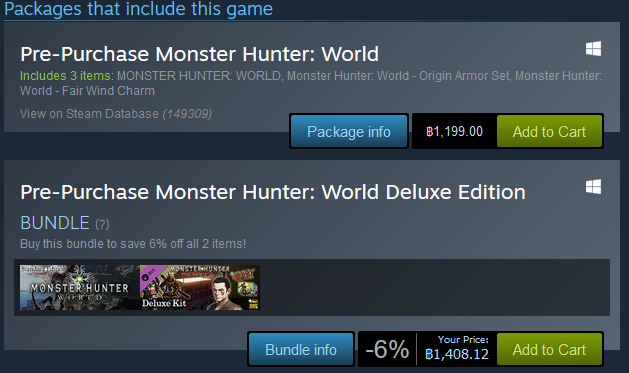 Packages that include this game
Pre-Purchase Monster Hunter: World
Includes 3 items: MONSTER HUNTER: WORLD, Monster Hunter: World - Origin Armor Set, Monster Hunter:
World - Fair Wind Charm
View on Steam Database (149309)
Package info
฿1,199.00
Add to Cart
Pre-Purchase Monster Hunter: World Deluxe Edition
BUNDLE (?)
Buy this bundle to save 6% off all 2 items!
MONSTER HUNTER
WORLD
MONSTER HUNTER
Deluxe Kit
Bundle info
-6%
Your Price:
฿1,408.12
Add to Cart